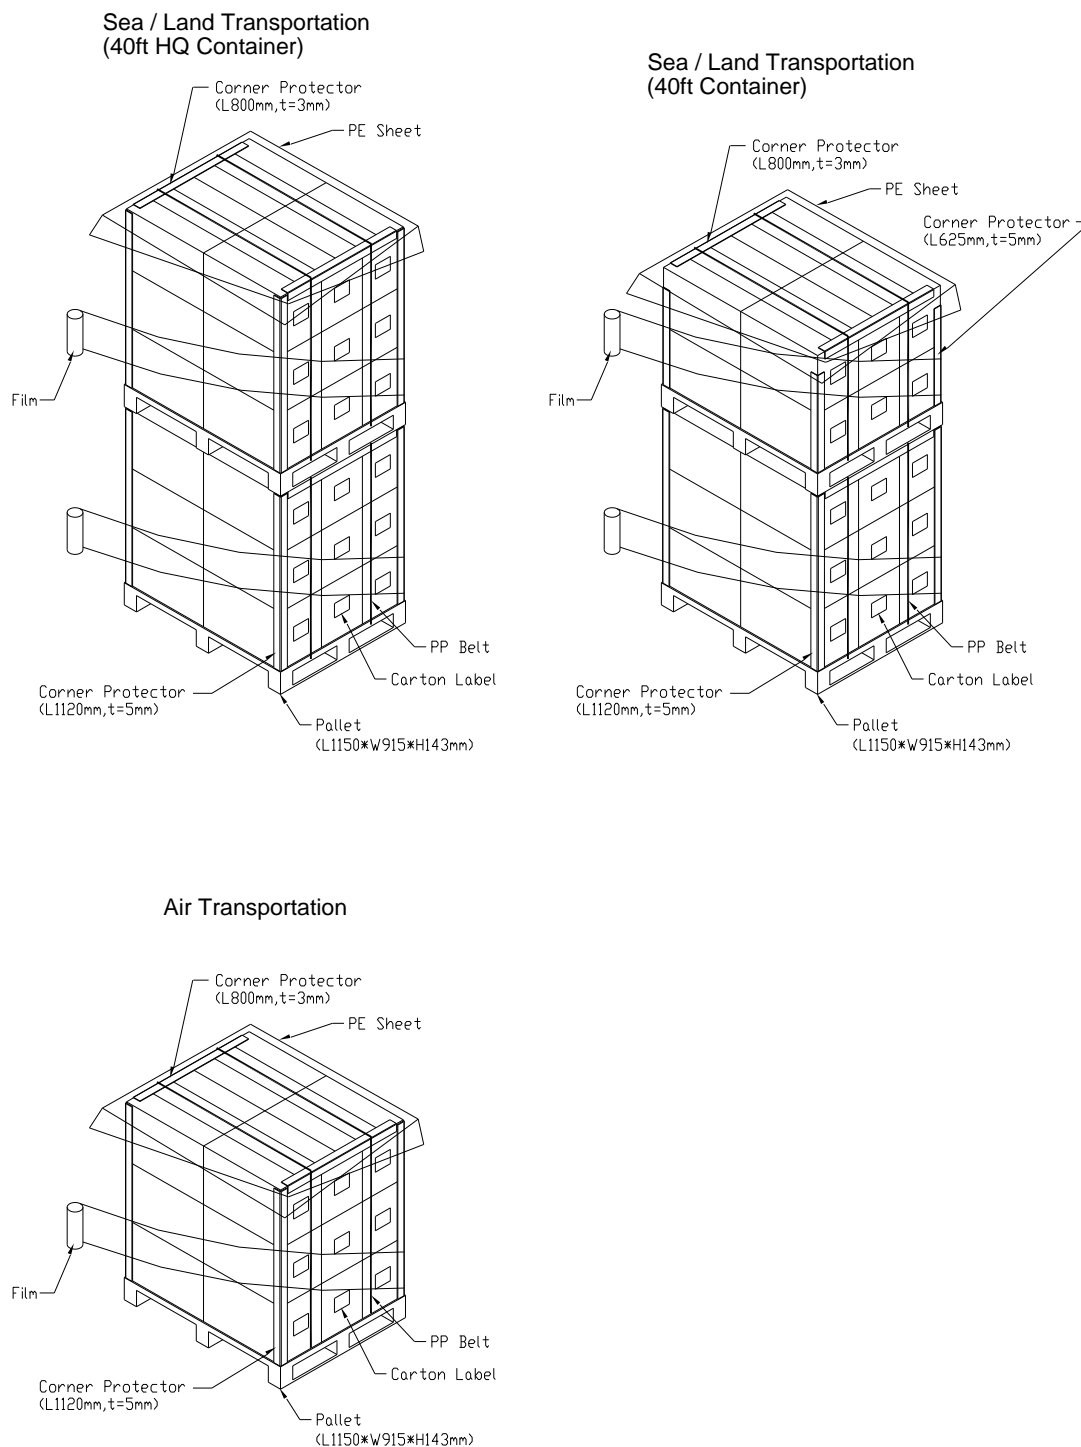 Sea / Land Transportation
(40ft HQ Container)
Corner Protector
(L800mm,t=3mm)
PE Sheet
Film
PP Belt
Carton Label
Corner Protector
(L1120mm,t=5mm)
Pallet
(L1150*W915*H143mm)
Sea / Land Transportation
(40ft Container)
Corner Protector
(L800mm,t=3mm)
PE Sheet
Corner Protector
(L625mm,t=5mm)
Film
PP Belt
Carton Label
Corner Protector
(L1120mm,t=5mm)
Pallet
(L1150*W915*H143mm)
Air Transportation
Corner Protector
(L800mm,t=3mm)
PE Sheet
Film
PP Belt
Carton Label
Corner Protector
(L1120mm,t=5mm)
Pallet
(L1150*W915*H143mm)